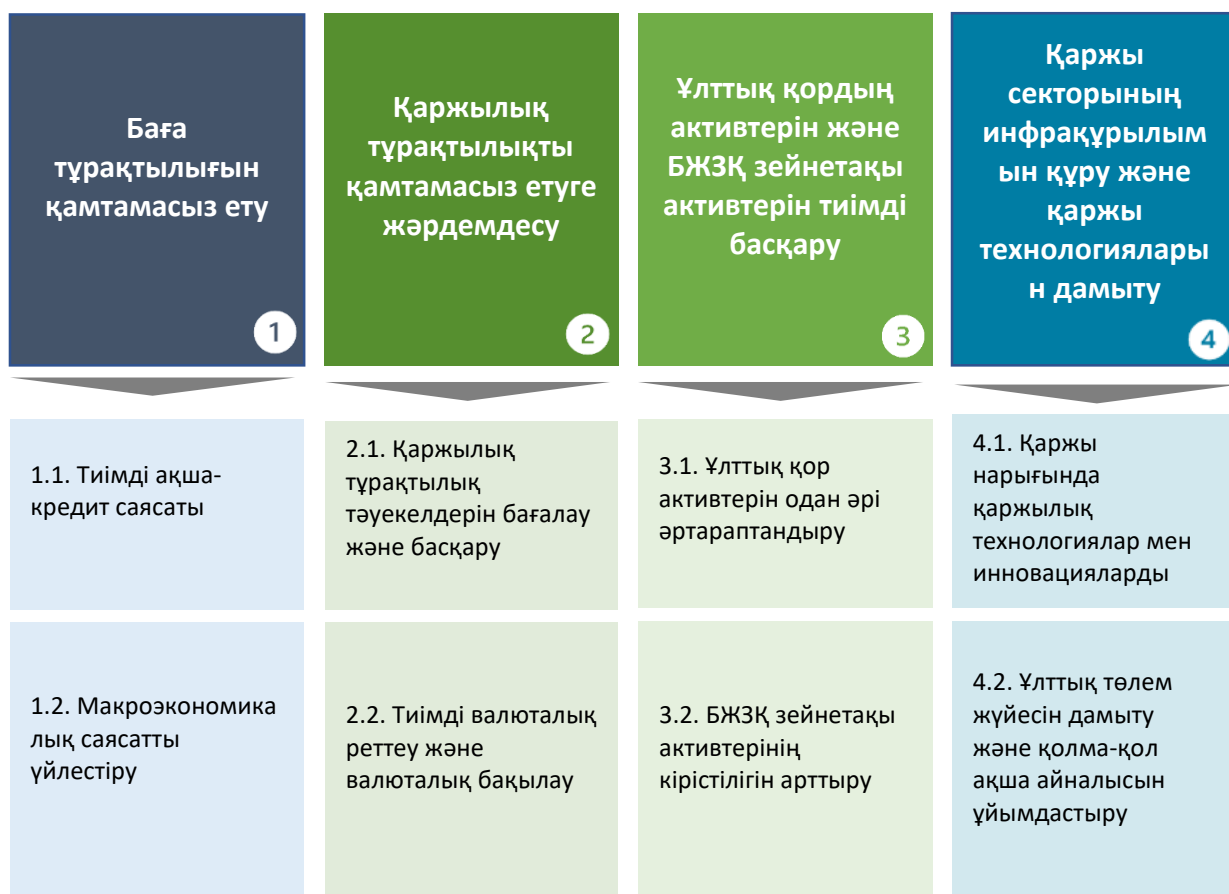 Баға
тұрақтылығын
қамтамасыз ету
1
Қаржылық
тұрақтылықты
қамтамасыз етуге
жәрдемдесу
2
Ұлттық қордың
активтерін және
БЖЗҚ зейнетақы
активтерін тиімді
басқару
3
Қаржы
секторының
инфрақұрылым
ын құру және
қаржы
технологиялары
н дамыту
4
1.1. Тиімді ақша-
кредит саясаты
2.1. Қаржылық
тұрақтылық
тәуекелдерін бағалау
және басқару
3.1. Ұлттық қор
активтерін одан әрі
әртараптандыру
4.1. Қаржы
нарығында
қаржылық
технологиялар мен
инновацияларды
1.2. Макроэкономика
лық саясатты
үйлестіру
2.2. Тиімді валюталық
реттеу және
валюталық бақылау
3.2. БЖЗҚ зейнетақы
активтерінің
кірістілігін арттыру
4.2. Ұлттық төлем
жүйесін дамыту
және қолма-қол
ақша айналысын
ұйымдастыру